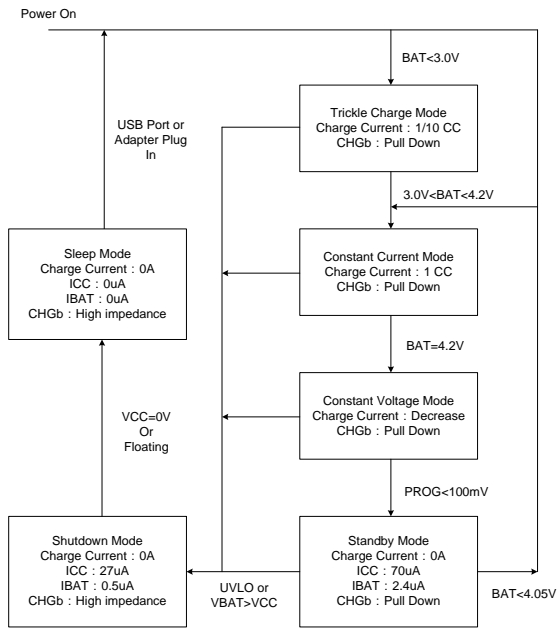 Power On
BAT<3.0V
Trickle Charge Mode
Charge Current : 1/10 CC
CHGb : Pull Down
USB Port or
Adapter Plug
In
3.0V<BAT<4.2V
Sleep Mode
Charge Current : 0A
ICC : 0uA
IBAT : 0uA
CHGb : High impedance
Constant Current Mode
Charge Current : 1 CC
CHGb : Pull Down
BAT=4.2V
VCC=0V
Or
Floating
Constant Voltage Mode
Charge Current : Decrease
CHGb : Pull Down
PROG<100mV
Shutdown Mode
Charge Current : 0A
ICC : 27uA
IBAT : 0.5uA
CHGb : High impedance
UVLO or
VBAT>VCC
Standby Mode
Charge Current : 0A
ICC : 70uA
IBAT : 2.4uA
CHGb : Pull Down
BAT<4.05V